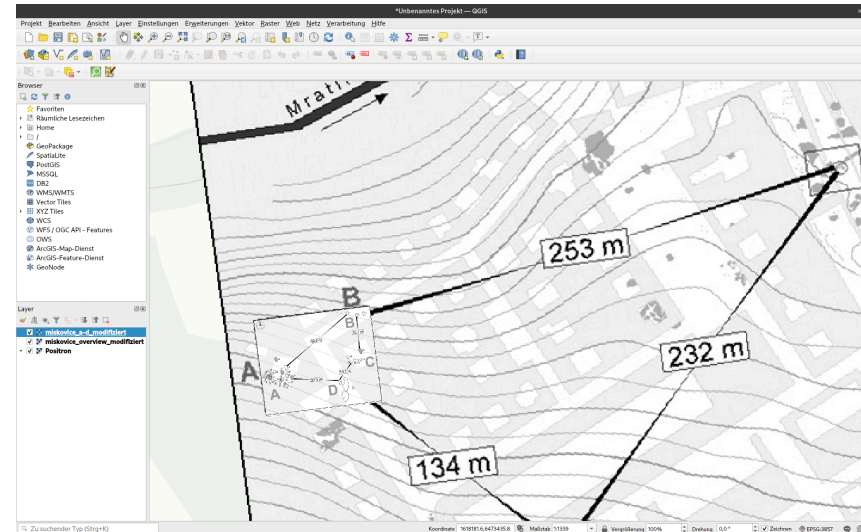 *Unbenanntes Projekt — QGIS
Projekt Bearbeiten Ansicht Layer Einstellungen Erweiterungen Vektor Raster Web Netz Verarbeitung Hilfe
Browser
Favoriten
Räumliche Lesezeichen
Home
/
GeoPackage
SpatiaLite
PostGIS
MSSQL
DB2
WMS/WMTS
Vector Tiles
XYZ Tiles
WCS
WFS / OGC API - Features
OWS
ArcGIS-Map-Dienst
ArcGIS-Feature-Dienst
GeoNode
Layer
miskovice_a-d_modifiziert
miskovice_overview_modifiziert
Positron
Mratí
253 m
232 m
134 m
B
A
B
C
A
D
Zu suchender Typ (Strg+K)
Koordinate 1618181.6,6473435.8 Maßstab 1:1339 Vergrößerung 100% Drehung 0,0 ° Zeichnen EPSG:3857